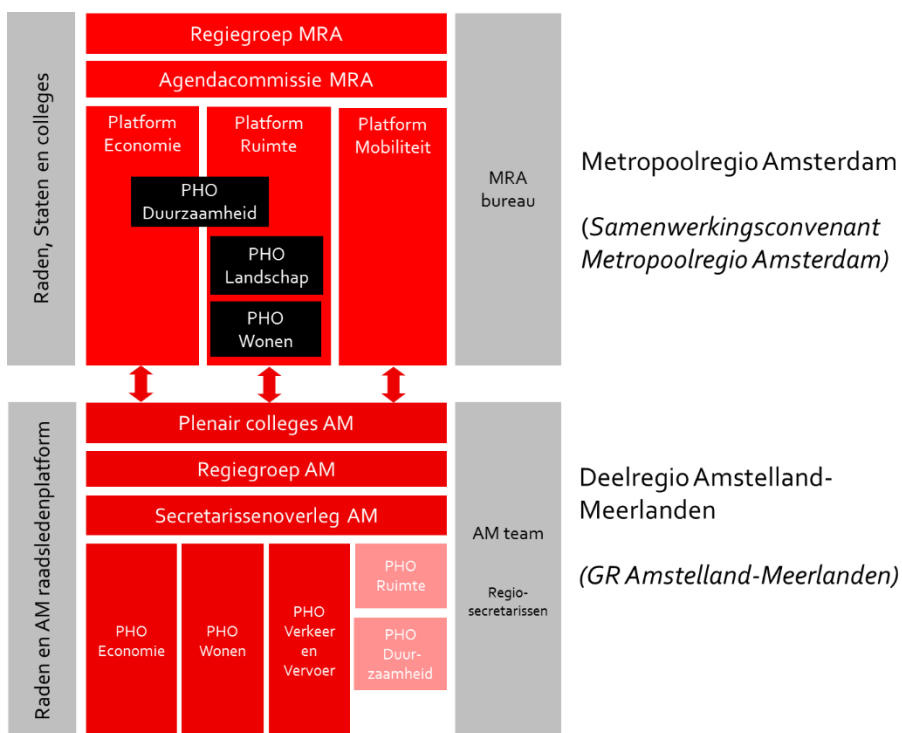 Raden, Staten en colleges
Regiegroep MRA
Agendacommissie MRA
Platform
Economie
Platform
Ruimte
Platform
Mobiliteit
PHO
Duurzaamheid
PHO
Landschap
PHO
Wonen
MRA
bureau
Metropoolregio Amsterdam
(Samenwerkingsconvenant
Metropoolregio Amsterdam)
Raden en AM raadsledenplatform
Plenair colleges AM
Regiegroep AM
Secretarissenoverleg AM
PHO
Economie
PHO
Wonen
PHO
Verkeer
en
Vervoer
PHO
Ruimte
PHO
Duur-
zaamheid
AM team
Regio-
secretarissen
Deelregio Amstelland-
Meerlanden
(GR Amstelland-Meerlanden)